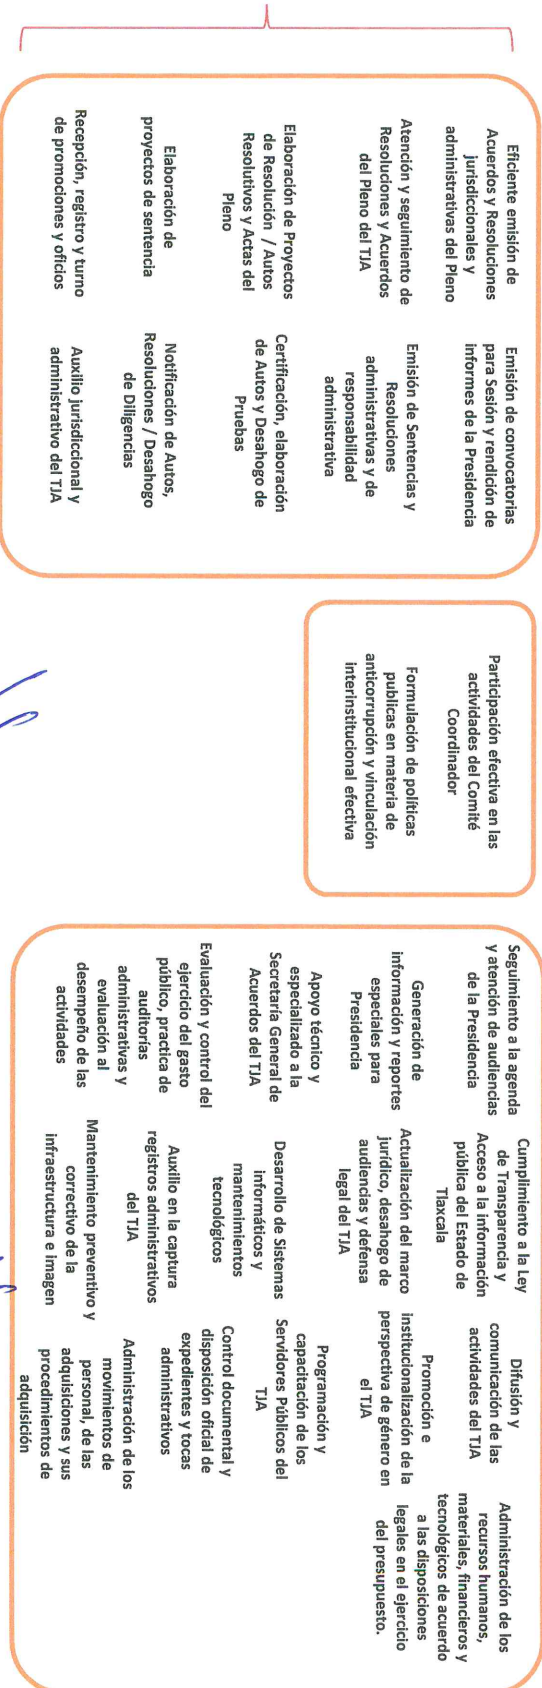 Eficiente emisión de
Acuerdos y Resoluciones
jurisdiccionales y
administrativas del Pleno
Atención y seguimiento de
Resoluciones y Acuerdos
del Pleno del TJA
Elaboración de Proyectos
de Resolución / Autos
Resolutivos y Actas del
Pleno
Elaboración de
proyectos de sentencia
Recepción, registro y turno
de promociones y oficios
Emisión de convocatorias
para Sesión y rendición de
informes de la Presidencia
Emisión de Sentencias y
Resoluciones
administrativas y de
responsabilidad
administrativa
Certificación, elaboración
de Autos y Desahogo de
Pruebas
Notificación de Autos,
Resoluciones / Desahogo
de Diligencias
Auxilio jurisdiccional y
administrativo del TJA
Participación efectiva en las
actividades del Comité
Coordinador
Formulación de políticas
publicas en materia de
anticorrupción y vinculación
interinstitucional efectiva
Seguimiento a la agenda
y atención de audiencias
de la Presidencia
Generación de
información y reportes
especiales para
Presidencia
Apoyo técnico y
especializado a la
Secretaría General de
Acuerdos del TJA
Evaluación y control del
ejercicio del gasto
público, practica de
auditorías
administrativas y
evaluación al
desempeño de las
actividades
Cumplimiento a la Ley
de Transparencia y
Acceso a la información
pública del Estado de
Tlaxcala
Actualización del marco
jurídico, desahogo de
audiencias y defensa
legal del TJA
Desarrollo de Sistemas
informáticos y
mantenimientos
tecnológicos
Auxilio en la captura
registros administrativos
del TJA
Mantenimiento preventivo y
correctivo de la
infraestructura e imagen
Difusión y
comunicación de las
actividades del TJA
Promoción e
institucionalización de la
perspectiva de género en
el TJA
Programación y
capacitación de los
Servidores Públicos del
TJA
Control documental y
disposición oficial de
expedientes y tocas
administrativos
Administración de los
movimientos de
personal, de las
adquisiciones y sus
procedimientos de
adquisición
Administración de los
recursos humanos,
materiales, financieros y
tecnológicos de acuerdo
a las disposiciones
legales en el ejercicio
del presupuesto.